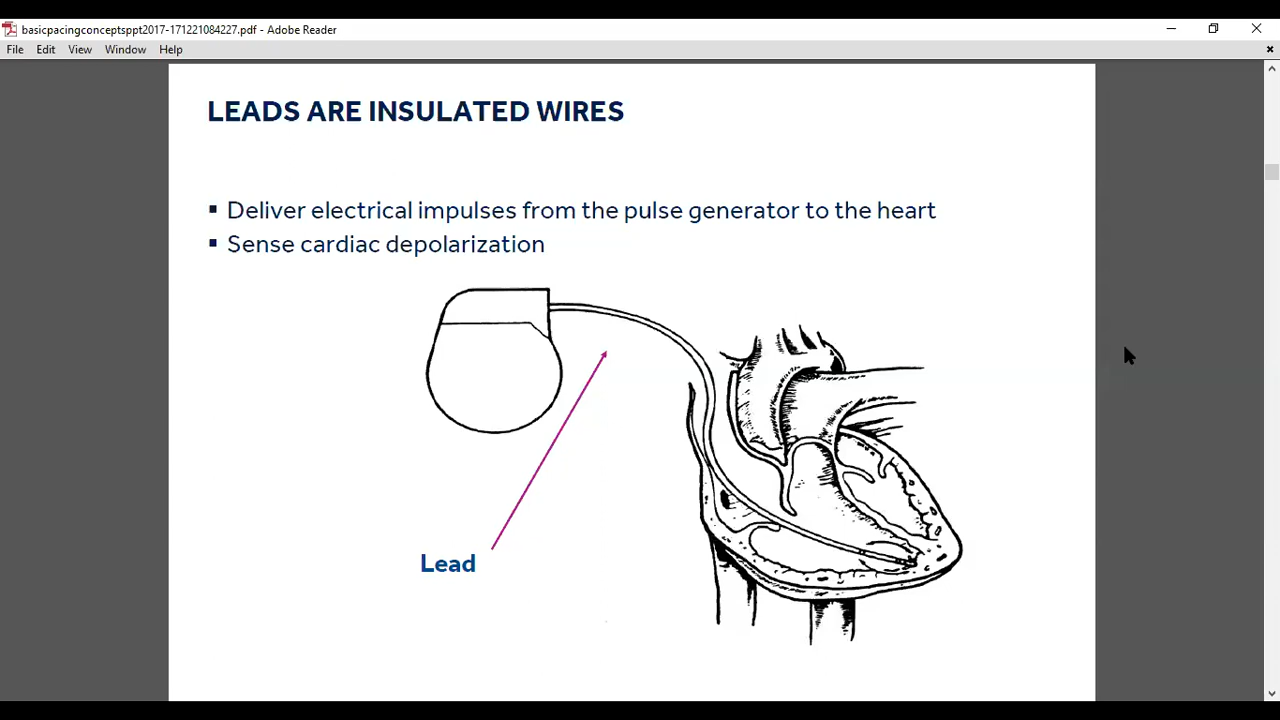 basicpacingconceptsppt2017-171221084227.pdf - Adobe Reader
File Edit View Window Help
LEADS ARE INSULATED WIRES
▪ Deliver electrical impulses from the pulse generator to the heart
▪ Sense cardiac depolarization
Lead